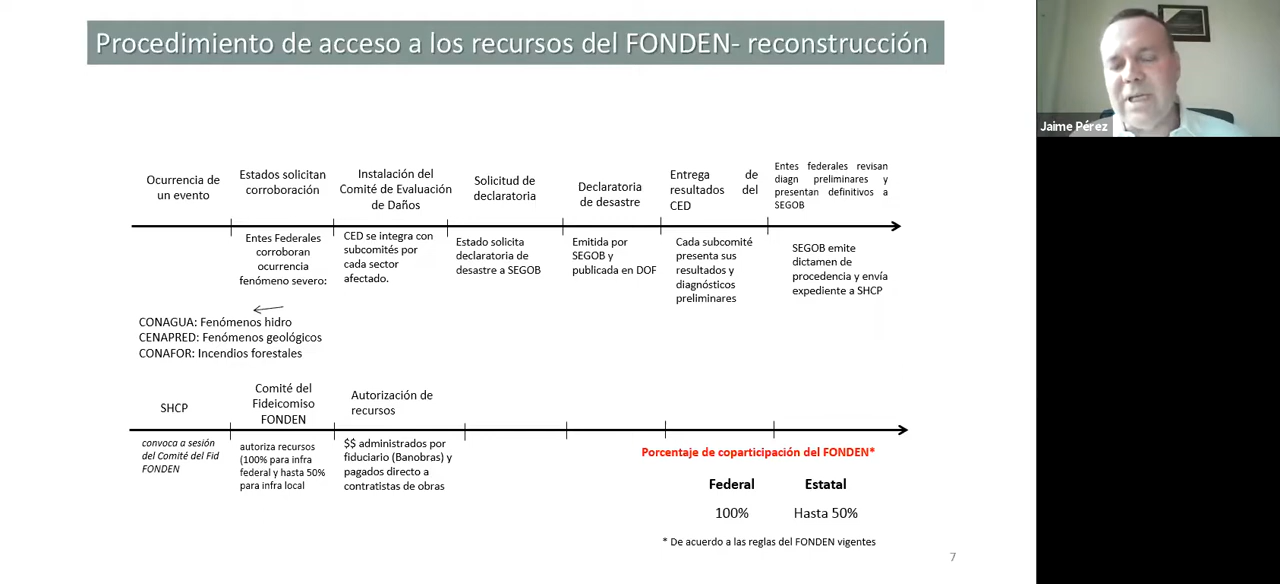 Procedimiento de acceso a los recursos del FONDEN- reconstrucción
Jaime Pérez
Ocurrencia de
un evento
Estados solicitan
corroboración
Instalación del
Comité de Evaluación
de Daños
Solicitud de
declaratoria
Declaratoria
de desastre
Entrega de
resultados del
CED
Entes federales revisan
diagn preliminares y
presentan definitivos a
SEGOB
Entes Federales
corroboran
ocurrencia
fenómeno severo:
CED se integra con
subcomités por
cada sector
afectado.
Estado solicita
declaratoria de
desastre a SEGOB
Emitida por
SEGOB y
publicada en DOF
Cada subcomité
presenta sus
resultados y
diagnósticos
preliminares
SEGOB emite
dictamen de
procedencia y envía
expediente a SHCP
CONAGUA: Fenómenos hidro
CENAPRED: Fenómenos geológicos
CONAFOR: Incendios forestales
SHCP
Comité del
Fideicomiso
FONDEN
Autorización de
recursos
convoca a sesión
del Comité del Fid
FONDEN
autoriza recursos
(100% para infra
federal y hasta 50%
para infra local
$$ administrados por
fiduciario (Banobras) y
pagados directo a
contratistas de obras
Porcentaje de coparticipación del FONDEN*
Federal Estatal
100% Hasta 50%
* De acuerdo a las reglas del FONDEN vigentes
7